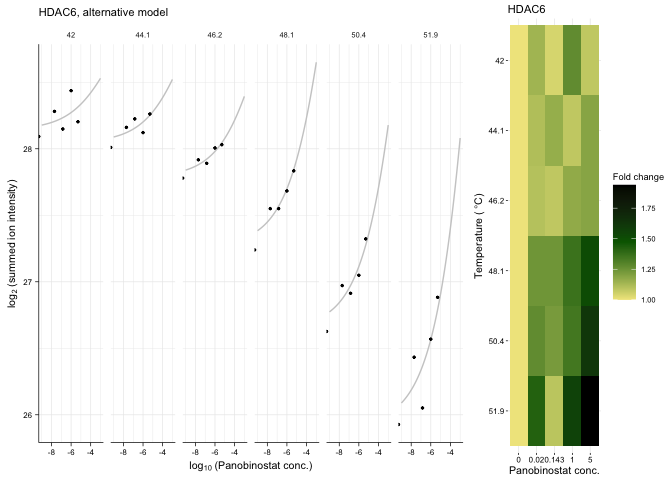 HDAC6, alternative model
42 44.1 46.2 48.1 50.4 51.9
28
27
26
log2 (summed ion intensity)
-8 -6 -4 -8 -6 -4 -8 -6 -4 -8 -6 -4 -8 -6 -4 -8 -6 -4
log10 (Panobinostat conc.)
HDAC6
42
44.1
46.2
48.1
50.4
51.9
Temperature ( °C)
0 0.02 0.143 1 5
Panobinostat conc.
Fold change
1.75
1.50
1.25
1.00